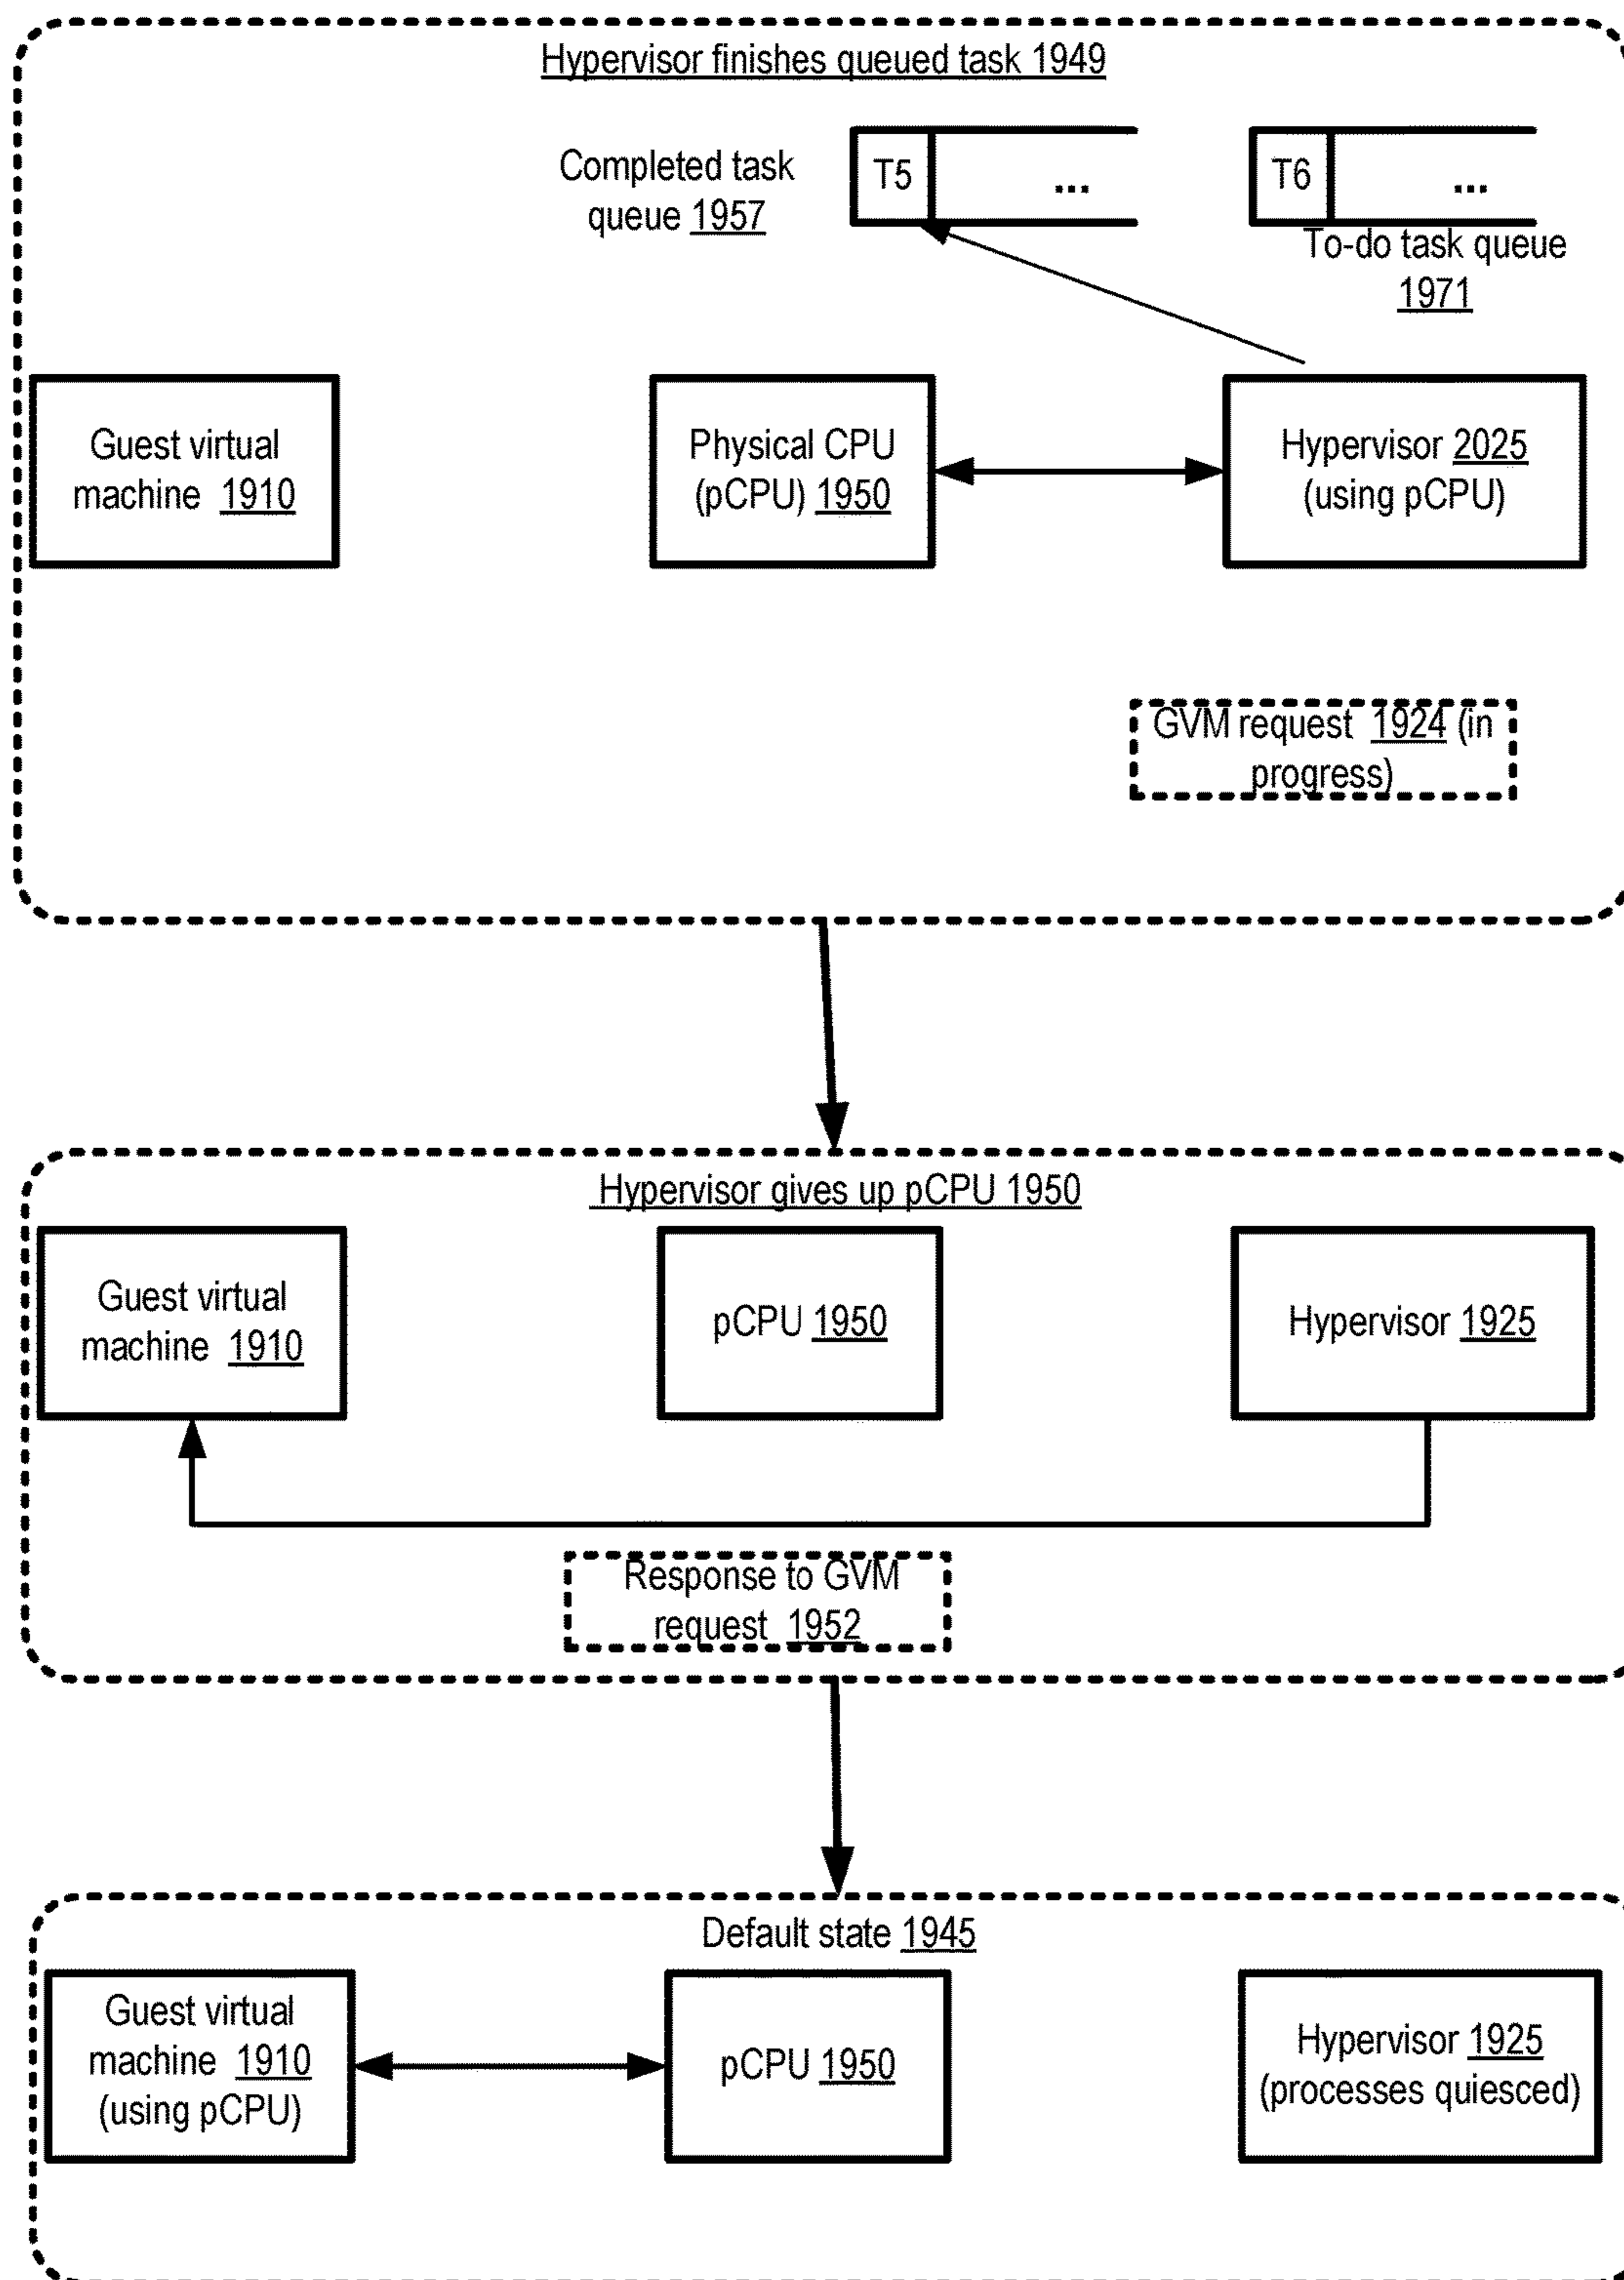 Hypervisor finishes queued task 1949
Completed task
queue 1957
T5
...
T6
...
To-do task queue
1971
Guest virtual
machine 1910
Physical CPU
(pCPU) 1950
Hypervisor 2025
(using pCPU)
GVM request 1924 (in
progress)
Hypervisor gives up pCPU 1950
Guest virtual
machine 1910
pCPU 1950
Hypervisor 1925
Response to GVM
request 1952
Default state 1945
Guest virtual
machine 1910
(using pCPU)
pCPU 1950
Hypervisor 1925
(processes quiesced)